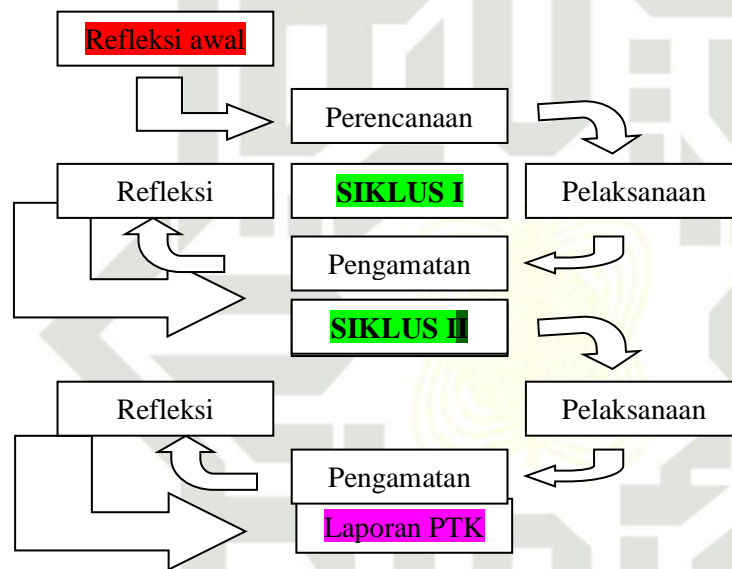 Refleksi awal
Perencanaan
Refleksi
SIKLUS I
Pelaksanaan
Pengamatan
SIKLUS II
Refleksi
Pelaksanaan
Pengamatan
Laporan PTK